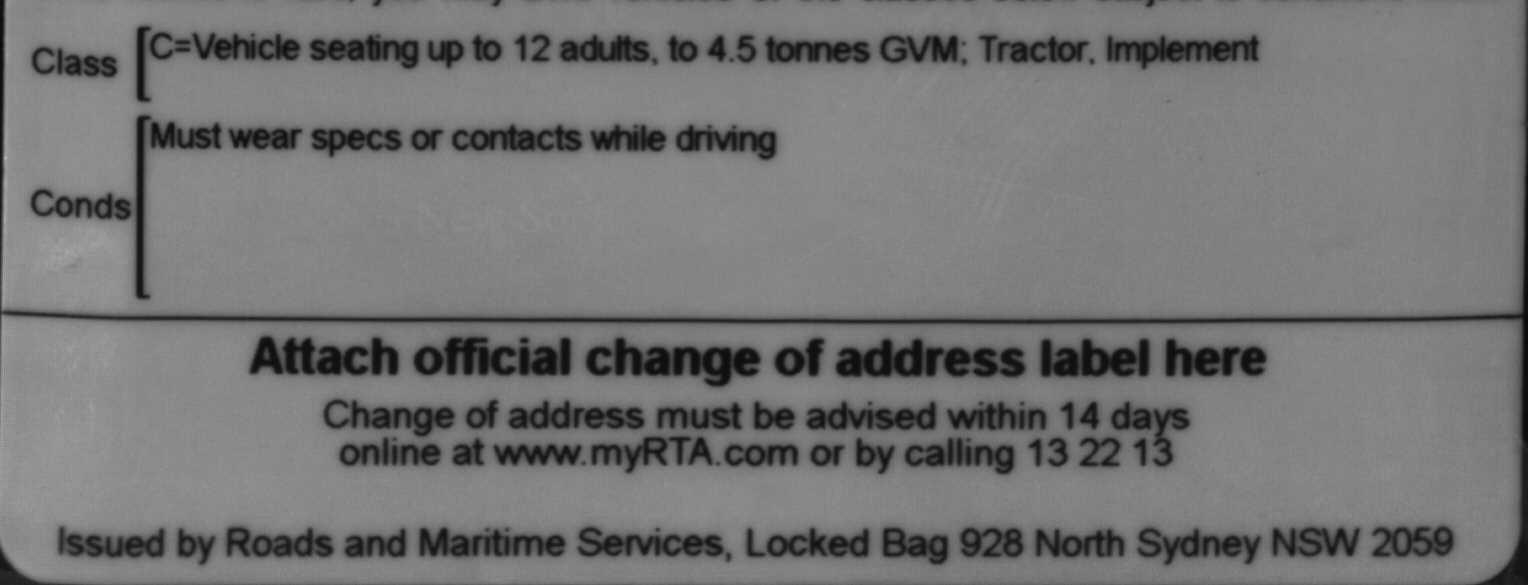 Class C=Vehicle seating up to 12 adults, to 4.5 tonnes GVM; Tractor, Implement
Must wear specs or contacts while driving
Conds
Attach official change of address label here
Change of address must be advised within 14 days
online at www.myRTA.com or by calling 13 22 13
Issued by Roads and Maritime Services, Locked Bag 928 North Sydney NSW 2059